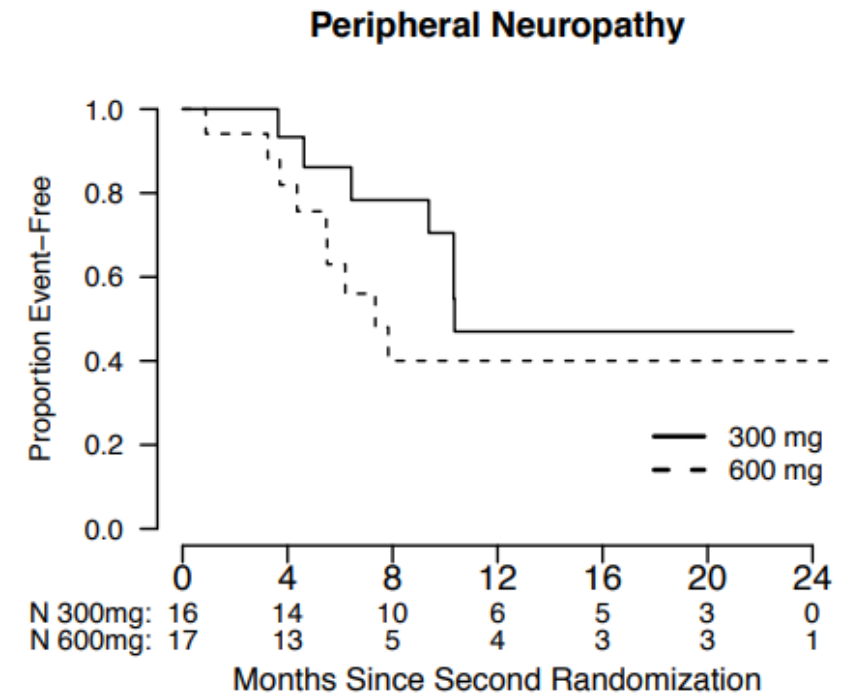 Peripheral Neuropathy
Proportion Event−Free
1.0
0.8
0.6
0.4
0.2
0.0
300 mg
600 mg
0 4 8 12 16 20 24
N 300mg: 16 14 10 6 5 3 0
N 600mg: 17 13 5 4 3 3 1
Months Since Second Randomization